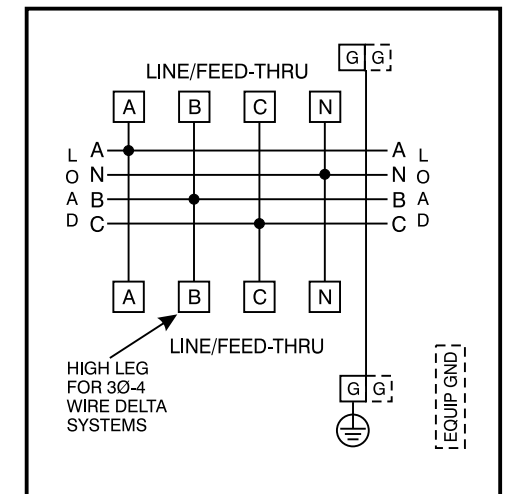 G G
LINE/FEED-THRU
A B C N
L O A D
A A
N N
B B
C C
L O A D
A B C N
LINE/FEED-THRU
HIGH LEG
FOR 3Ø-4
WIRE DELTA
SYSTEMS
G G
EQUIP GND